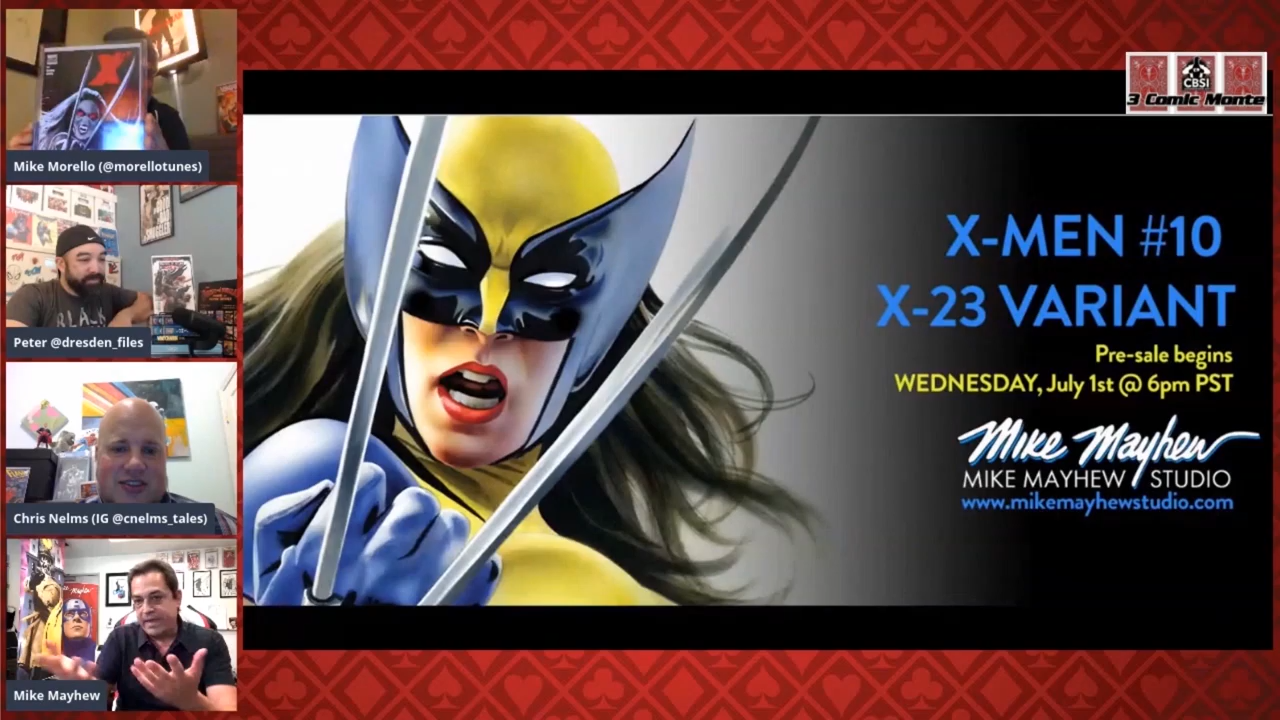 Mike Morello (@morellotunes)
BLACK
Peter @dresden_files
Chris Nelms (IG @cnelms_tales)
Mike Mayhew
CBSI
3 Comic Monte
X-MEN #10
X-23 VARIANT
Pre-sale begins
WEDNESDAY, July 1st @ 6pm PST
Mike Mayhew
MIKE MAYHEW STUDIO
www.mikemayhewstudio.com
X